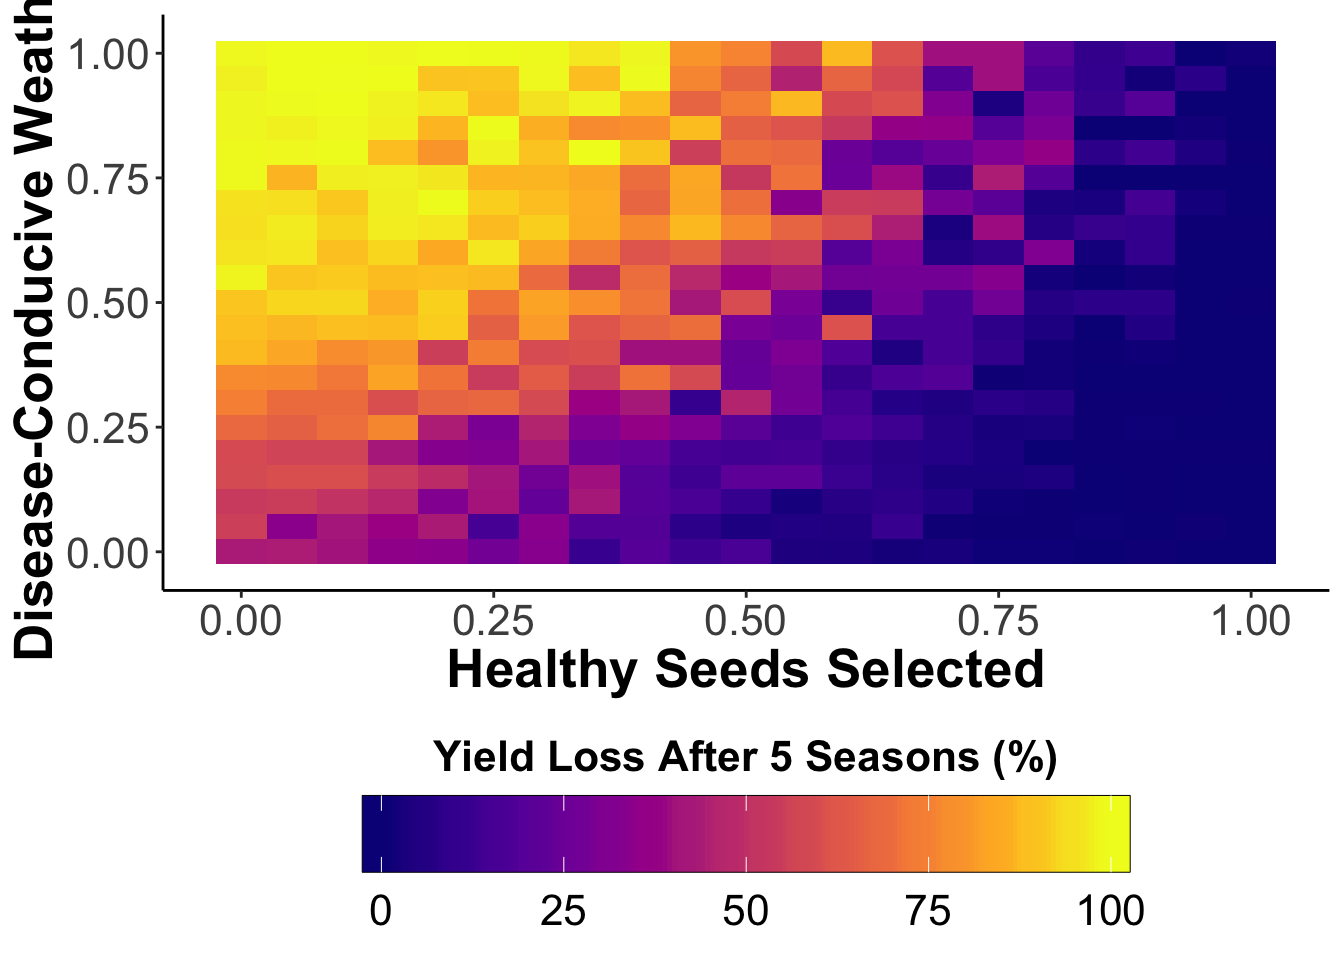 Disease-Conducive Weath
1.00
0.75
0.50
0.25
0.00
0.00 0.25 0.50 0.75 1.00
Healthy Seeds Selected
Yield Loss After 5 Seasons (%)
0 25 50 75 100